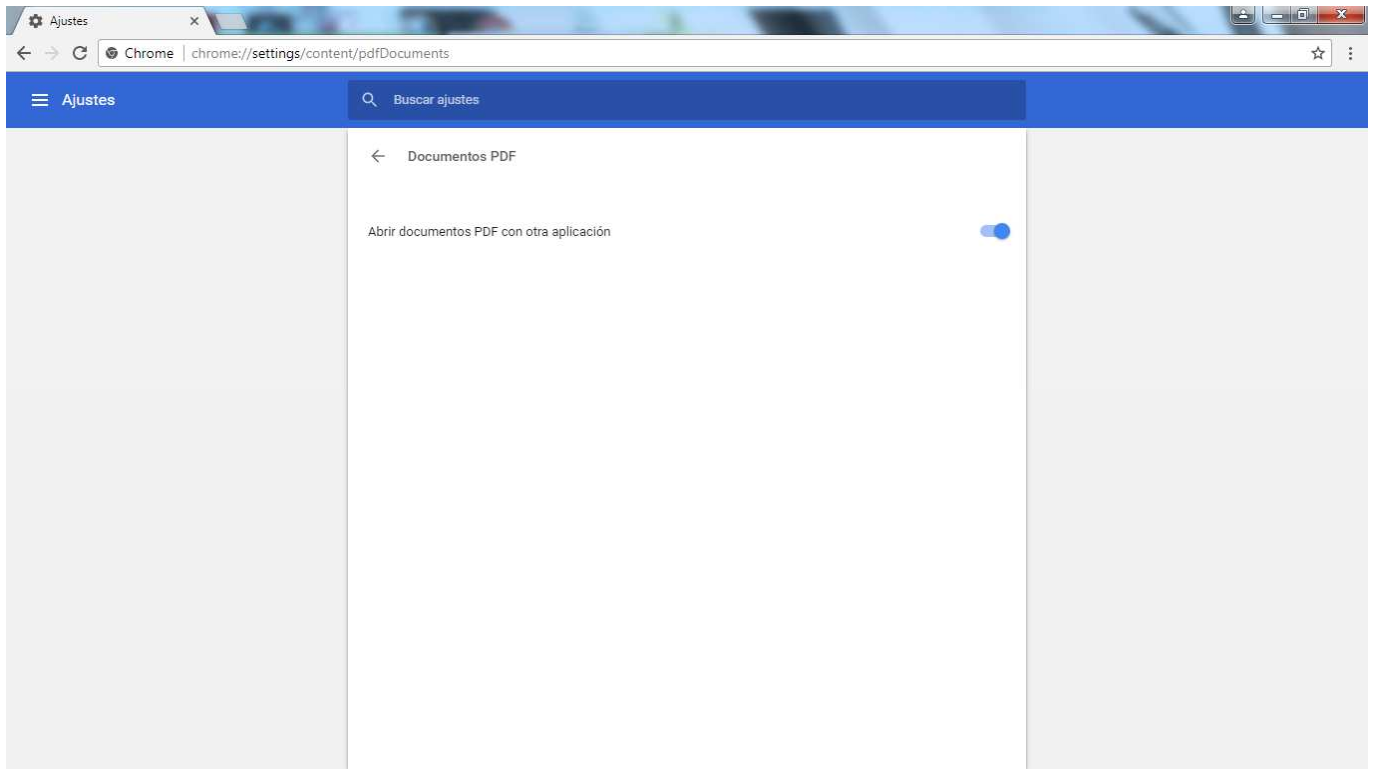 Ajustes
Chrome | chrome://settings/content/pdfDocuments
Ajustes
Buscar ajustes
Documentos PDF
Abrir documentos PDF con otra aplicación